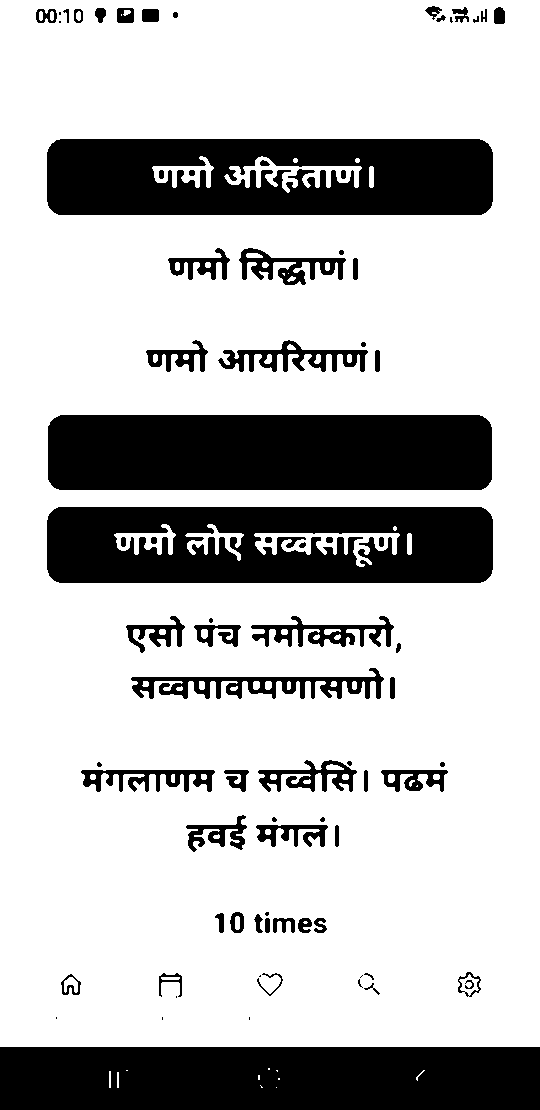 00:10
णमो अरिहंताणं।
णमो सिद्धाणं।
णमो आयरियाणं।
णमो लोए सव्वसाहूणं।
एसो पंच नमोक्कारो,
सव्वपावप्पणासणो।
मंगलाणम च सव्वेसिं। पढमं
हवई मंगलं।
10 times